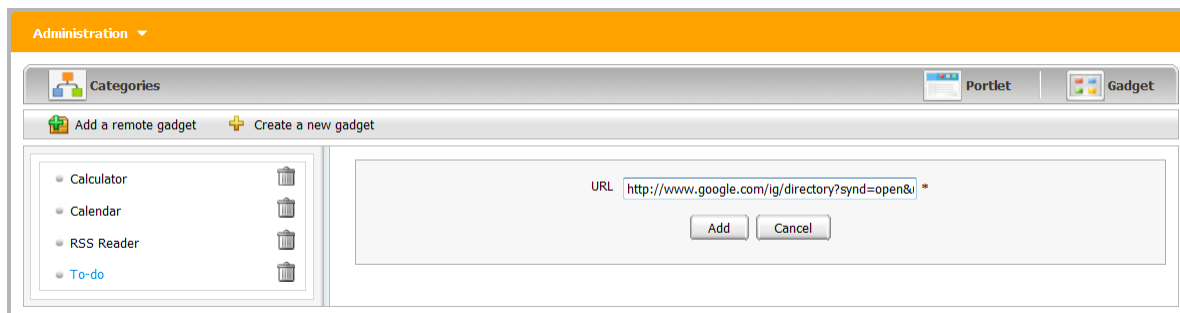 Administration
Categories
Portlet
Gadget
Add a remote gadget
Create a new gadget
Calculator
Calendar
RSS Reader
To-do
URL http://www.google.com/ig/directory?synd=open& *
Add
Cancel